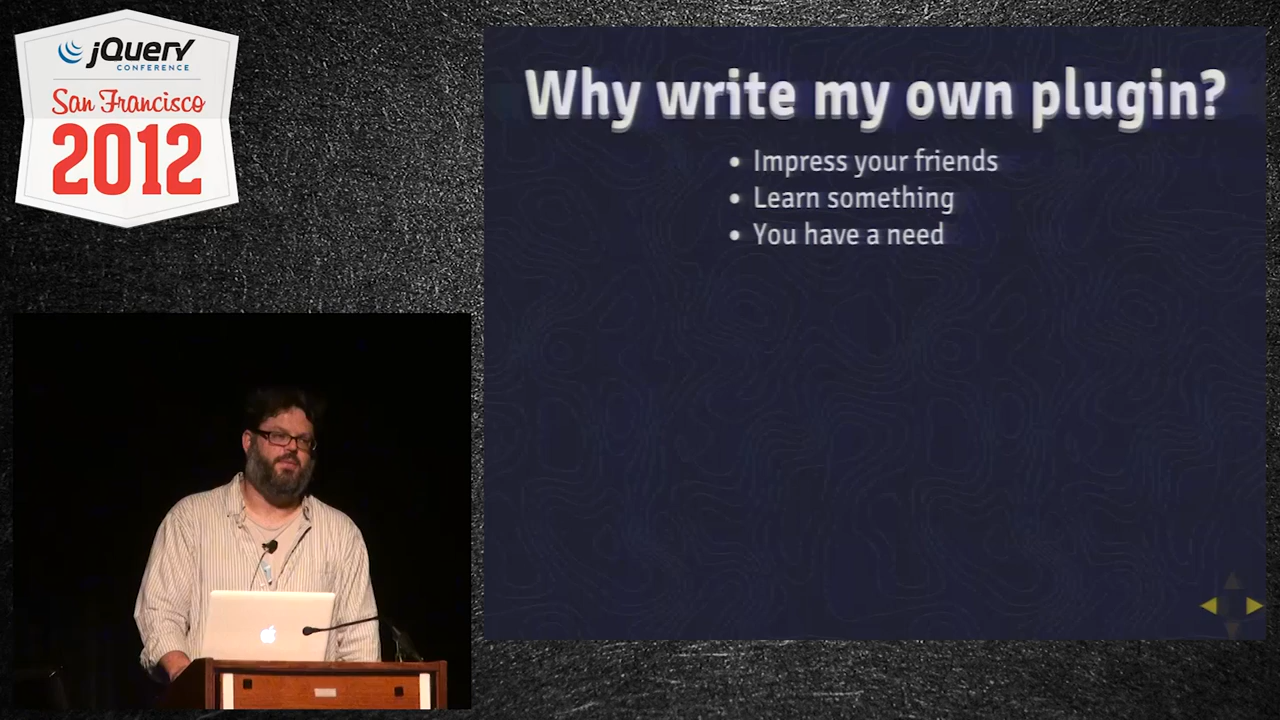 jQuery
CONFERENCE
San Francisco
2012
Why write my own plugin?
• Impress your friends
• Learn something
• You have a need